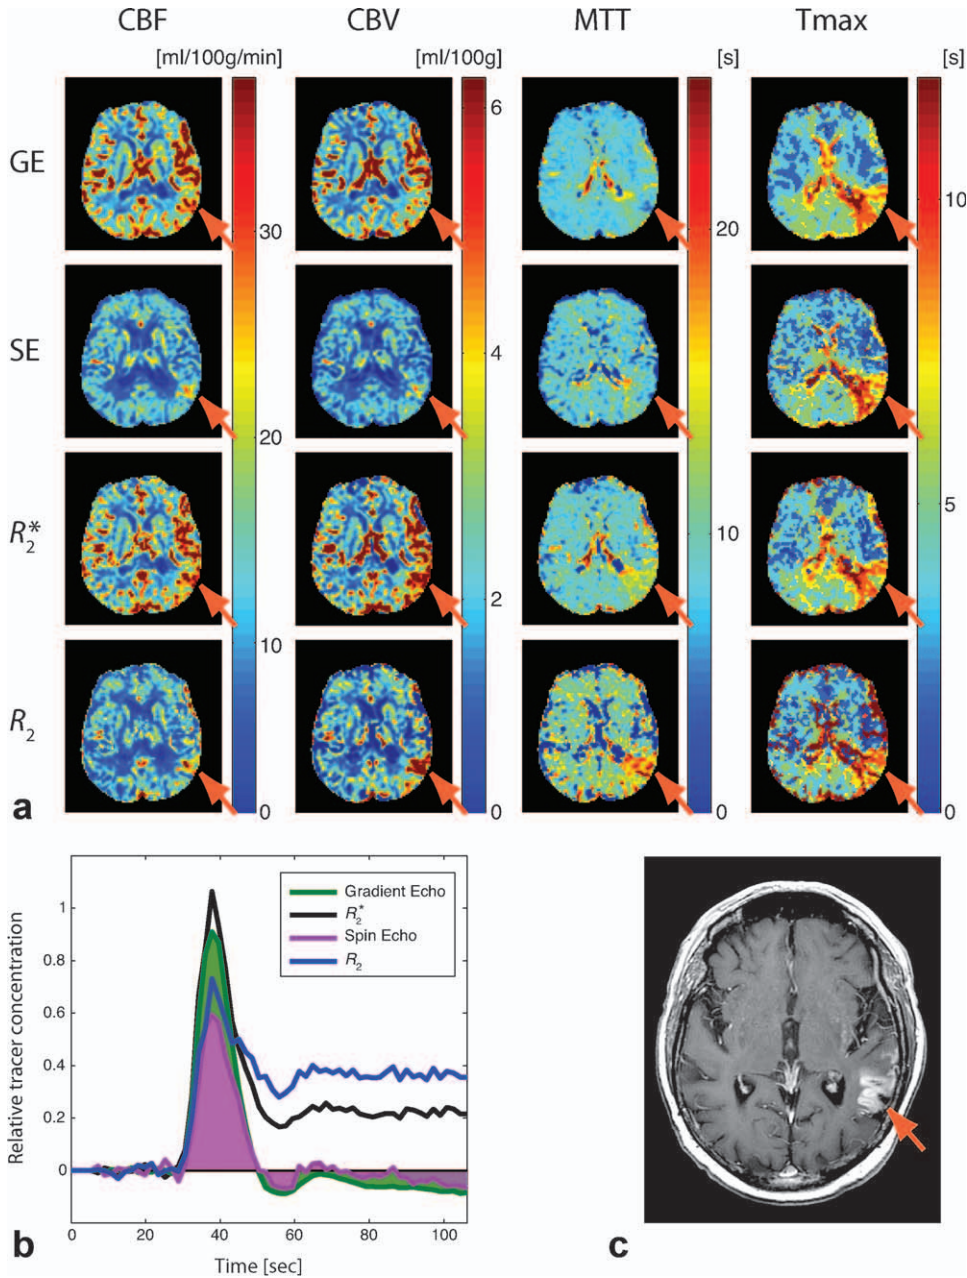 CBF CBV MTT Tmax
[ml/100g/min] [ml/100g] [s] [s]
GE
SE
R₂*
R₂
30
20
10
0
6
4
2
0
20
10
0
10
5
0
a
Relative tracer concentration
1
0.8
0.6
0.4
0.2
0
Gradient Echo
R₂*
Spin Echo
R₂
0 20 40 60 80 100
Time [sec]
b
c